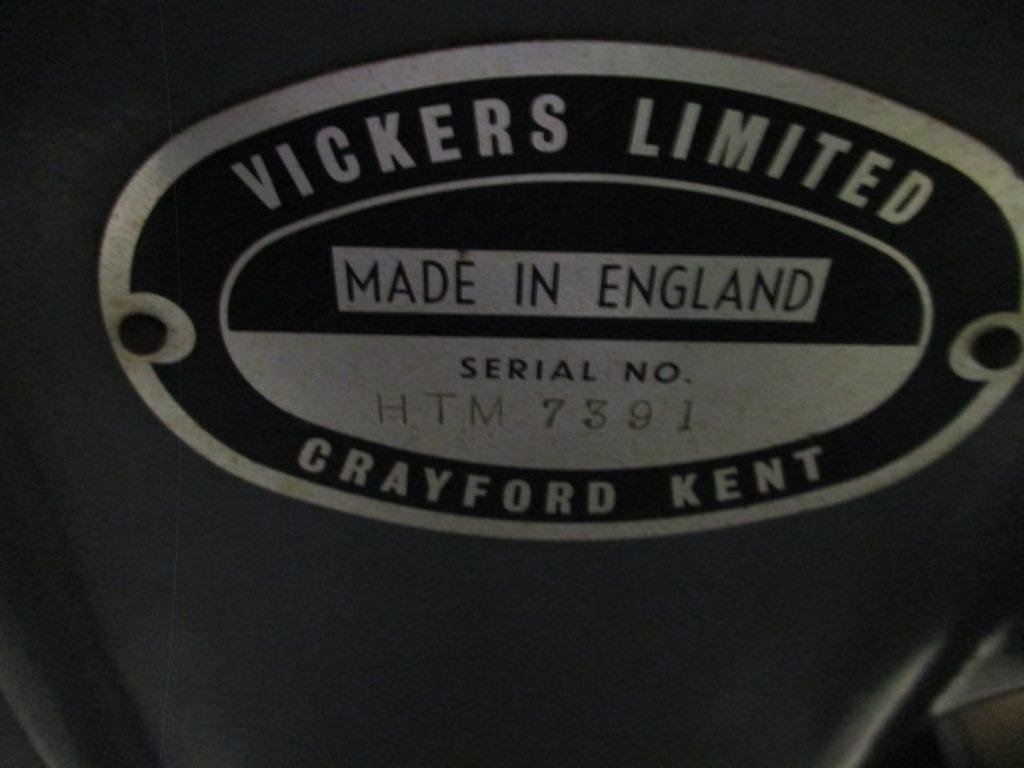 VICKERS LIMITED
MADE IN ENGLAND
SERIAL NO.
HTM 7391
CRAYFORD KENT